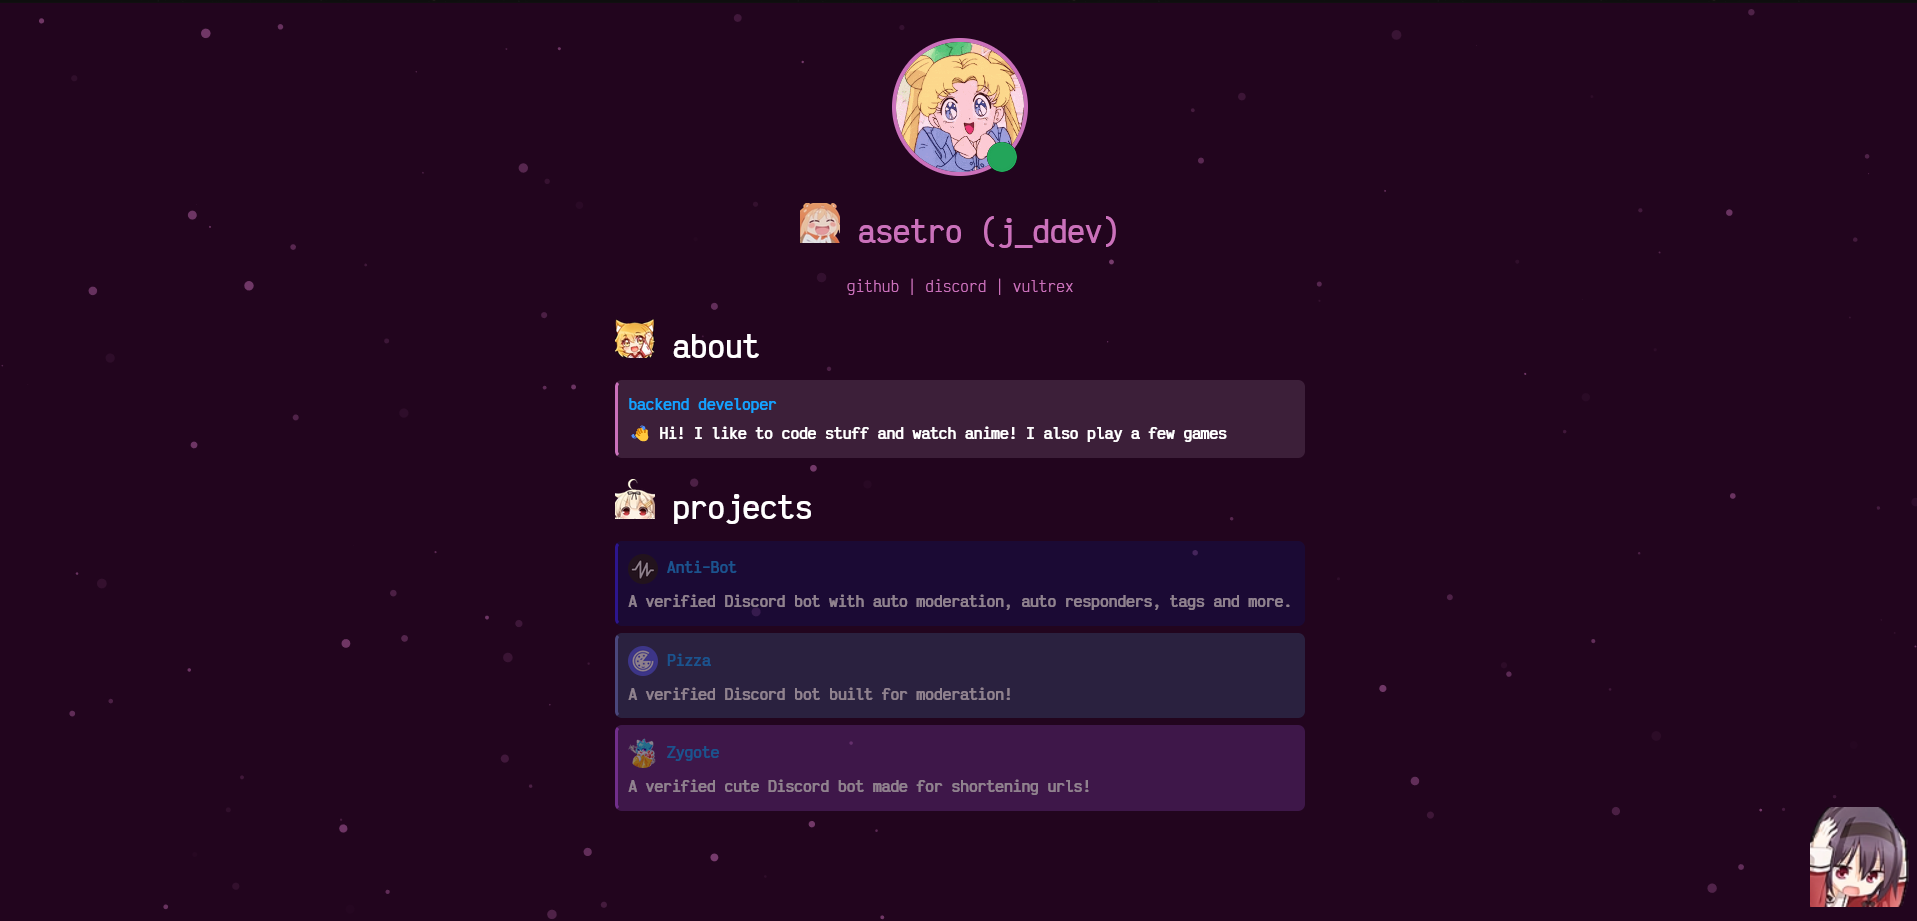 asetro (j_ddev)
github | discord | vultrex
about
backend developer
👋 Hi! I like to code stuff and watch anime! I also play a few games
projects
Anti-Bot
A verified Discord bot with auto moderation, auto responders, tags and more.
Pizza
A verified Discord bot built for moderation!
Zygote
A verified cute Discord bot made for shortening urls!